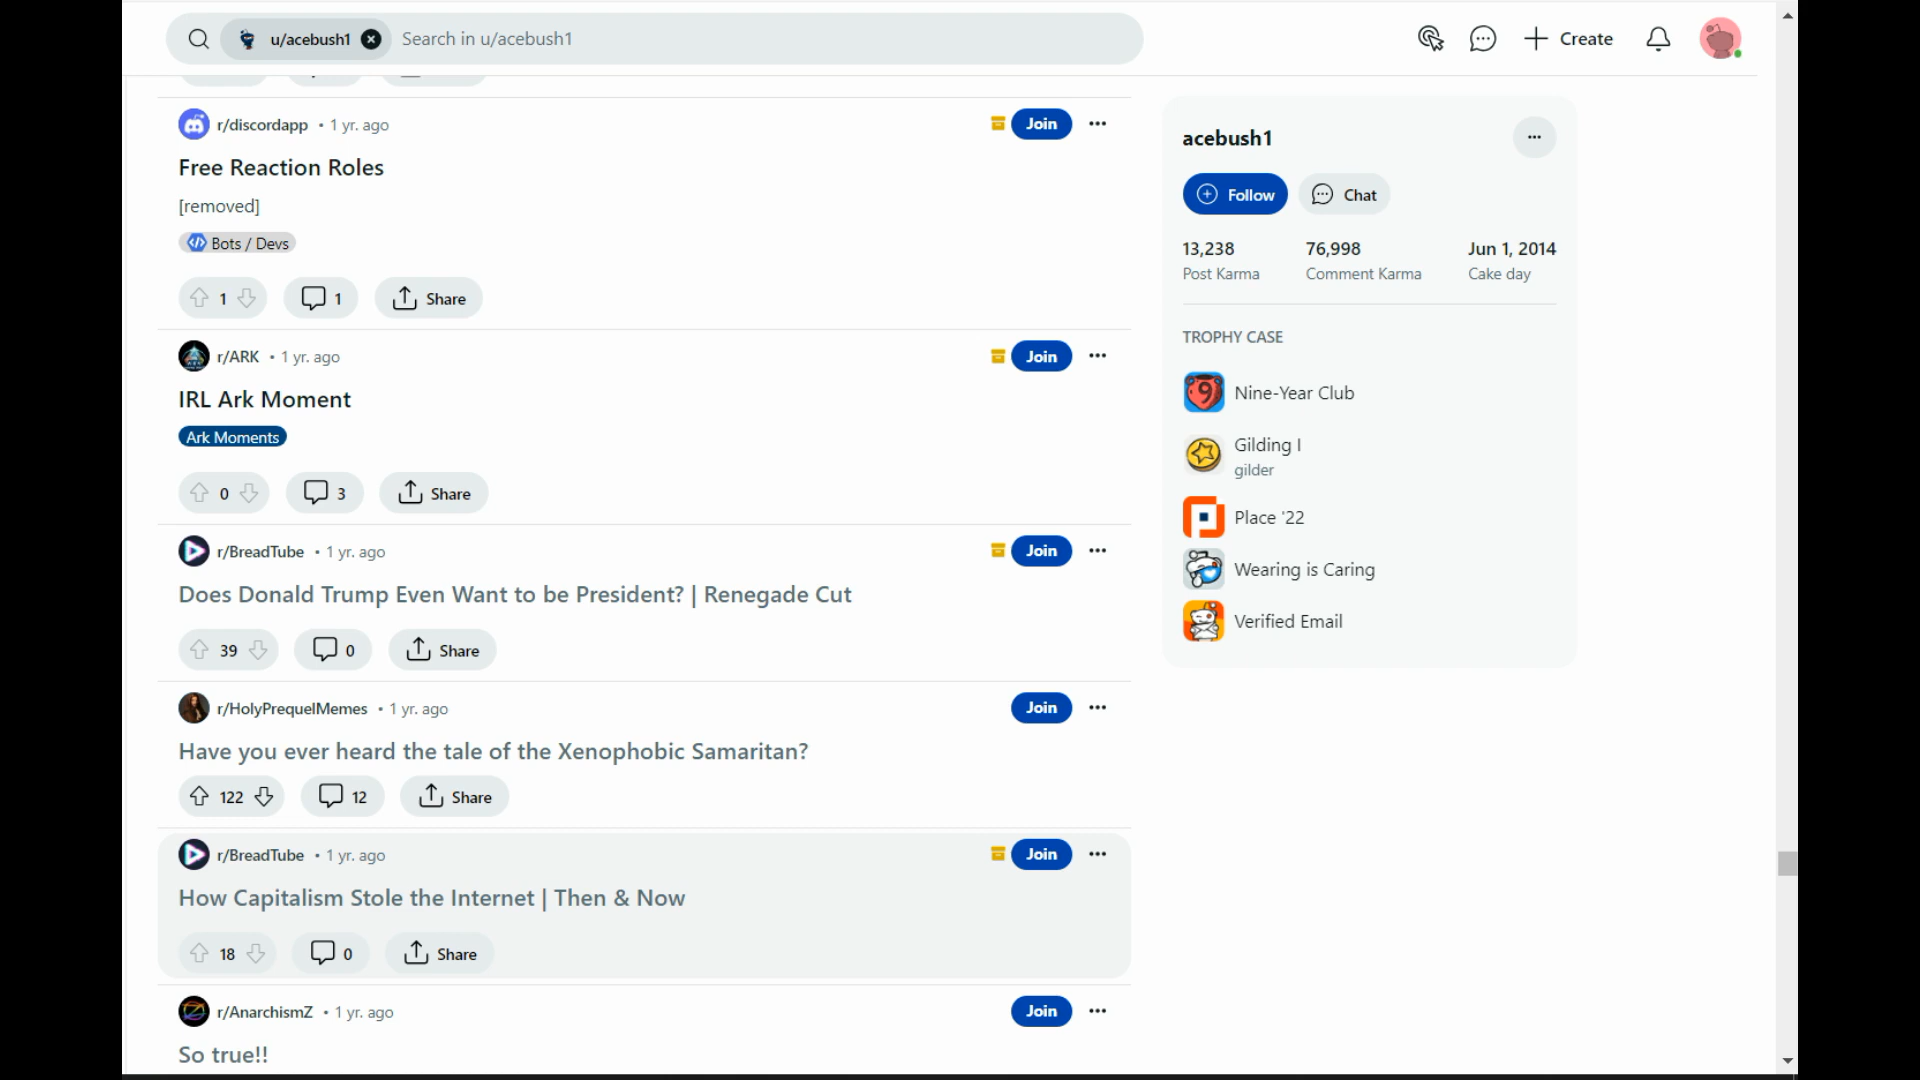 u/acebush1 Search in u/acebush1
Create
r/discordapp • 1 yr. ago
Join
Free Reaction Roles
[removed]
Bots / Devs
1
1
Share
r/ARK • 1 yr. ago
Join
IRL Ark Moment
Ark Moments
0
3
Share
r/BreadTube • 1 yr. ago
Join
Does Donald Trump Even Want to be President? | Renegade Cut
39
0
Share
r/HolyPrequelMemes • 1 yr. ago
Join
Have you ever heard the tale of the Xenophobic Samaritan?
122
12
Share
r/BreadTube • 1 yr. ago
Join
How Capitalism Stole the Internet | Then & Now
18
0
Share
r/AnarchismZ • 1 yr. ago
Join
So true!!
acebush1
Follow
Chat
13,238 76,998 Jun 1, 2014
Post Karma Comment Karma Cake day
TROPHY CASE
9
Nine-Year Club
Gilding I
gilder
Place '22
Wearing is Caring
Verified Email